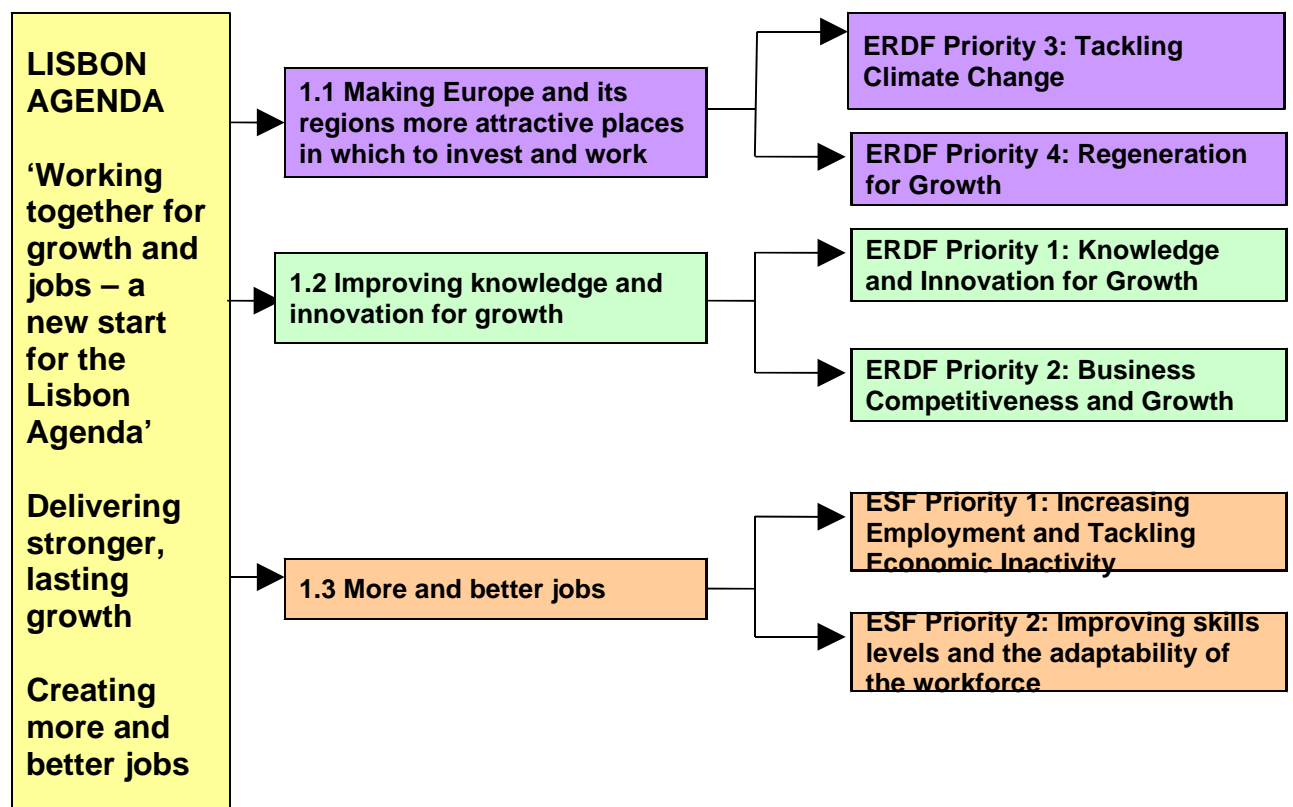 LISBON
AGENDA
‘Working
together for
growth and
jobs – a
new start
for the
Lisbon
Agenda’
Delivering
stronger,
lasting
growth
Creating
more and
better jobs
1.1 Making Europe and its
regions more attractive places
in which to invest and work
ERDF Priority 3: Tackling
Climate Change
ERDF Priority 4: Regeneration
for Growth
1.2 Improving knowledge and
innovation for growth
ERDF Priority 1: Knowledge
and Innovation for Growth
ERDF Priority 2: Business
Competitiveness and Growth
1.3 More and better jobs
ESF Priority 1: Increasing
Employment and Tackling
Economic Inactivity
ESF Priority 2: Improving skills
levels and the adaptability of
the workforce